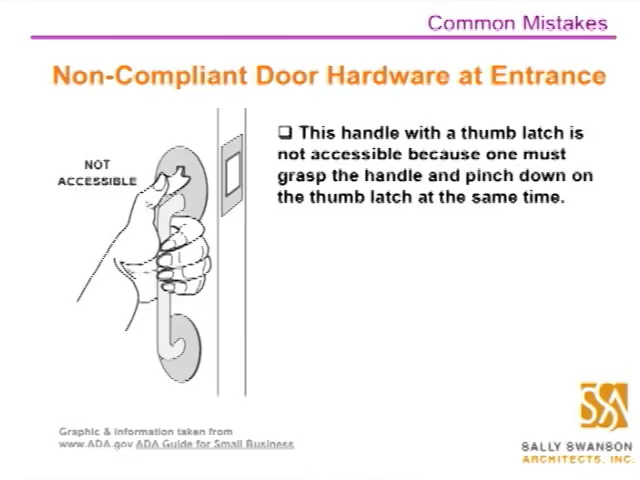 Common Mistakes
Non-Compliant Door Hardware at Entrance
NOT
ACCESSIBLE
❑ This handle with a thumb latch is
not accessible because one must
grasp the handle and pinch down on
the thumb latch at the same time.
Graphic & Information taken from
www.ADA.gov ADA Guide for Small Business
SSA
SALLY SWANSON
ARCHITECTS, INC.